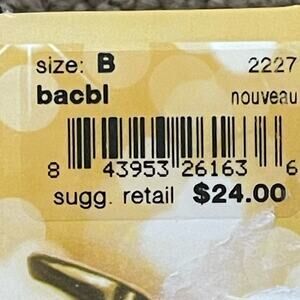 size: B 2227
bacbl nouveau
8 43953 26163 6
sugg. retail $24.00